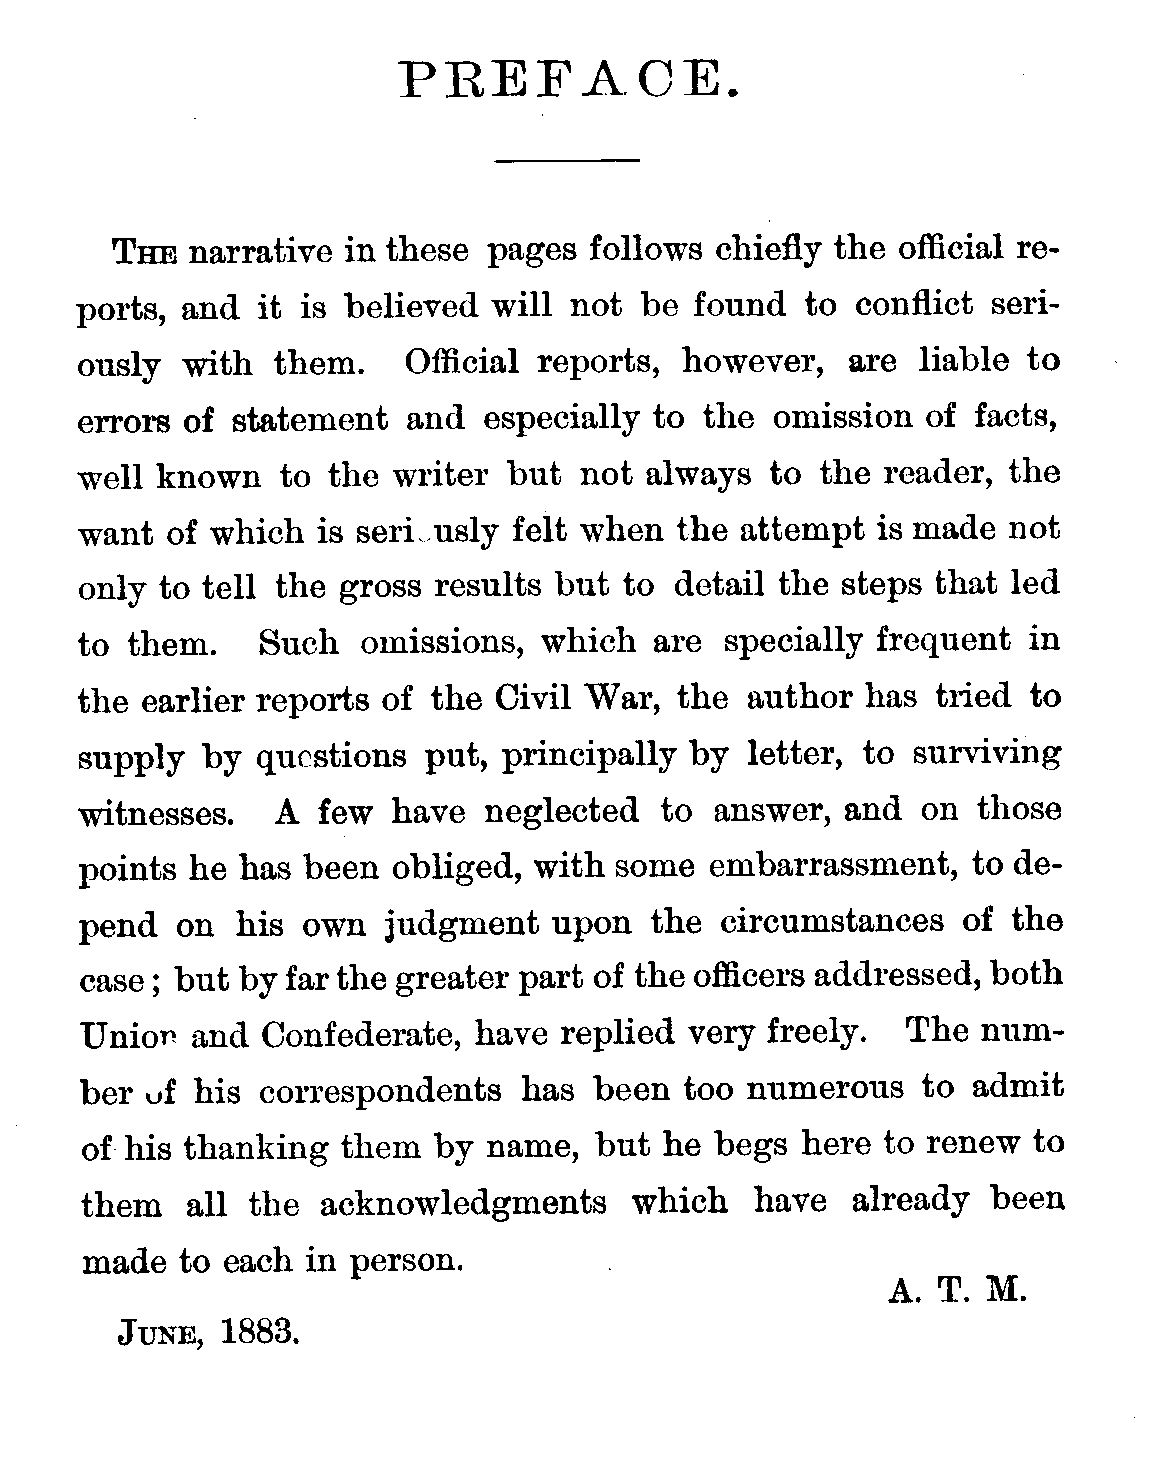 PREFACE.
THE narrative in these pages follows chiefly the official re-
ports, and it is believed will not be found to conflict seri-
ously with them. Official reports, however, are liable to
errors of statement and especially to the omission of facts,
well known to the writer but not always to the reader, the
want of which is seriously felt when the attempt is made not
only to tell the gross results but to detail the steps that led
to them. Such omissions, which are specially frequent in
the earlier reports of the Civil War, the author has tried to
supply by questions put, principally by letter, to surviving
witnesses. A few have neglected to answer, and on those
points he has been obliged, with some embarrassment, to de-
pend on his own judgment upon the circumstances of the
case; but by far the greater part of the officers addressed, both
Union and Confederate, have replied very freely. The num-
ber of his correspondents has been too numerous to admit
of his thanking them by name, but he begs here to renew to
them all the acknowledgments which have already been
made to each in person.
A. T. M.
JUNE, 1883.